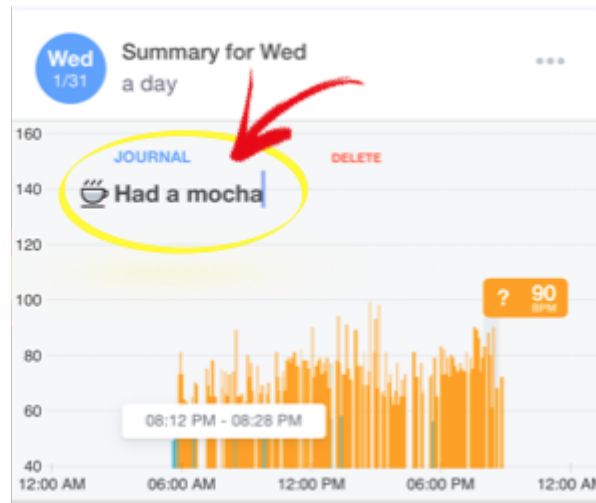 Wed
1/31
Summary for Wed
a day
160
JOURNAL DELETE
140
Had a mocha
120
100
? 90
BPM
80
60
08:12 PM - 08:28 PM
40
12:00 AM 06:00 AM 12:00 PM 06:00 PM 12:00 AM